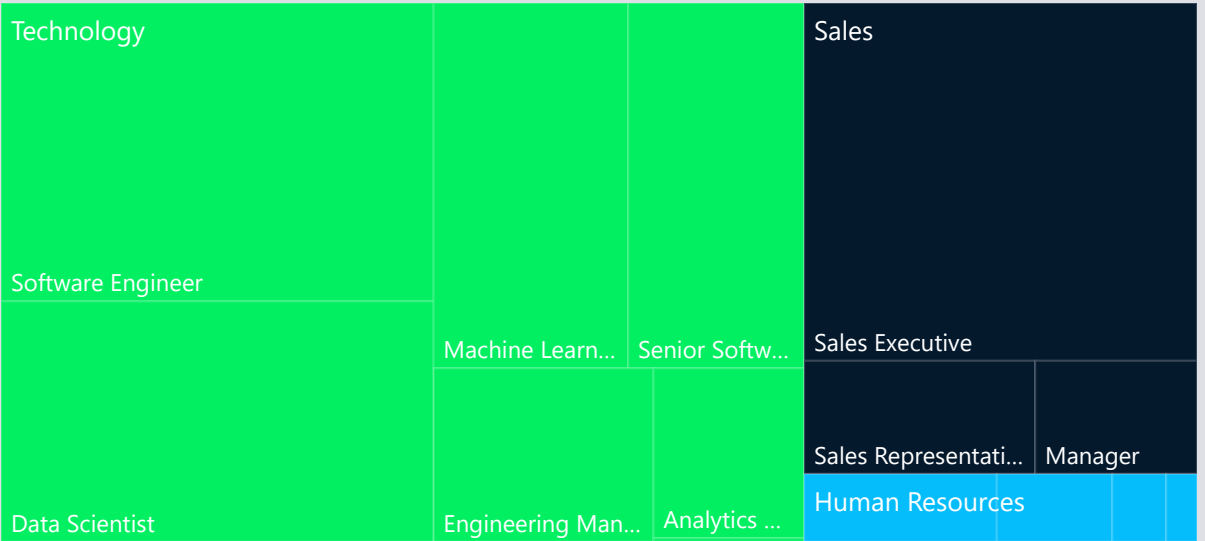 Technology
Sales
Software Engineer
Machine Learn...
Senior Softw...
Sales Executive
Sales Representati...
Manager
Human Resources
Data Scientist
Engineering Man...
Analytics ...